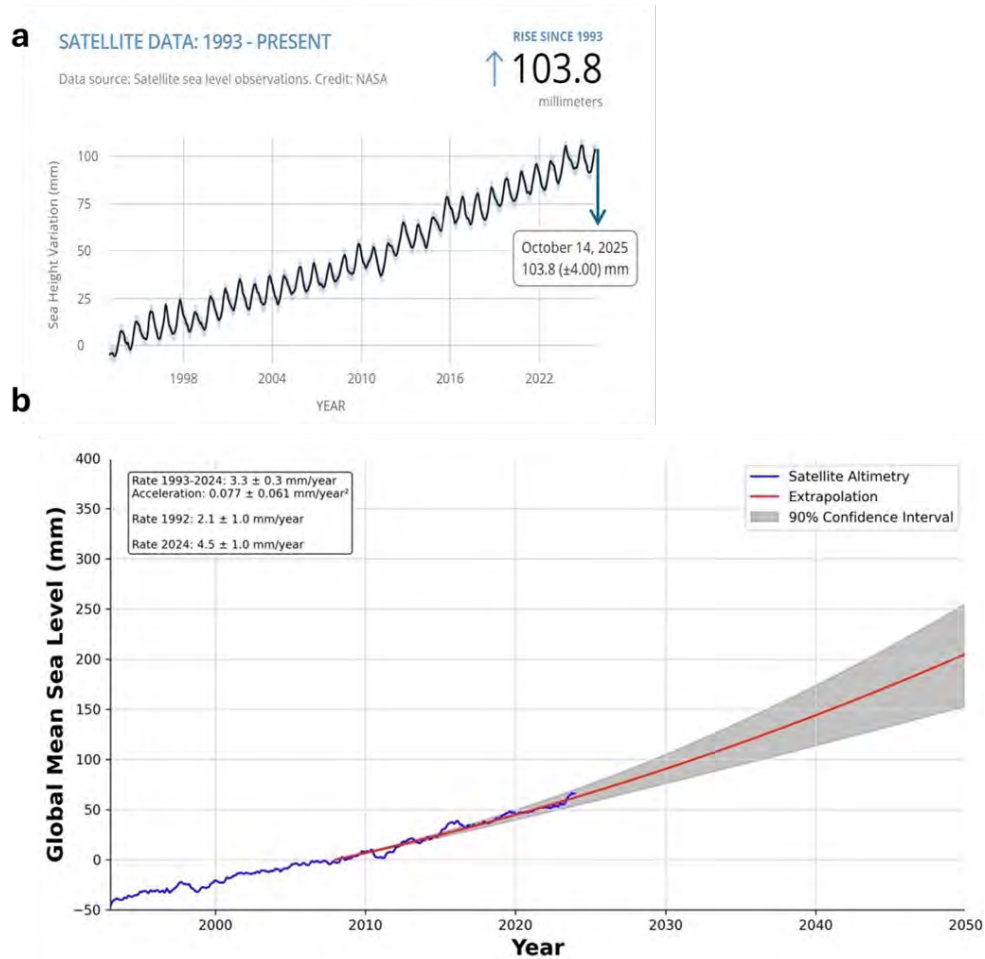 a
SATELLITE DATA: 1993 - PRESENT
Data source: Satellite sea level observations. Credit: NASA
RISE SINCE 1993
↑ 103.8
millimeters
Sea Height Variation (mm)
100
75
50
25
0
October 14, 2025
103.8 (±4.00) mm
1998 2004 2010 2016 2022
YEAR
b
Global Mean Sea Level (mm)
400
350
300
250
200
150
100
50
0
−50
Rate 1993-2024: 3.3 ± 0.3 mm/year
Acceleration: 0.077 ± 0.061 mm/year²
Rate 1992: 2.1 ± 1.0 mm/year
Rate 2024: 4.5 ± 1.0 mm/year
Satellite Altimetry
Extrapolation
90% Confidence Interval
2000 2010 2020 2030 2040 2050
Year